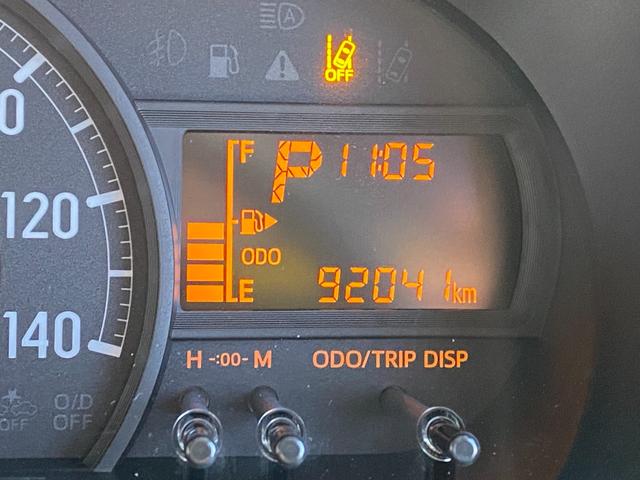 OFF
F
P 11:05
120
ODO
E
92041 km
140
H -:00- M
ODO/TRIP DISP
OFF
O/D
OFF